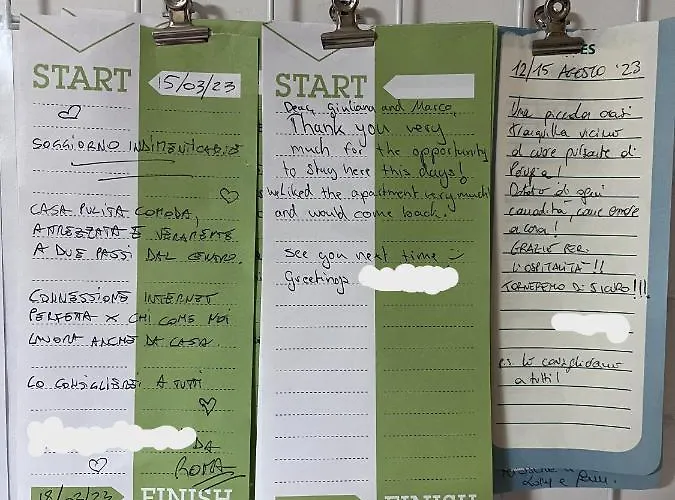 START
15/03/23
SOGGIORNO INDIMENTICABILE
CASA PULITA COMODA,
ATTREZZATA E VERAMENTE
A DUE PASSI DAL CENTRO.
CONNESSIONE INTERNET
PERFETTA X CHI COME NOI
LAVORA ANCHE DA CASA.
LO CONSIGLIEREI A TUTTI
DA
ROMA
18/03/23
FINISH
START
Dear Giuliana and Marco,
Thank you very
much for the opportunity
to stay here this days!
we liked the apartment very much
and would come back.
See you next time
Greetings
FINISH
ES
12/15 AGOSTO '23
Una piccola oasi
tranquilla vicino
al cuore pulsante di
Perugia!
Dotato di ogni
comodità, come essere
a casa!
GRAZIE PER
L'OSPITALITÀ!!
TORNEREMO DI SICURO!!!
P.S. lo consigliamo
a tutti!